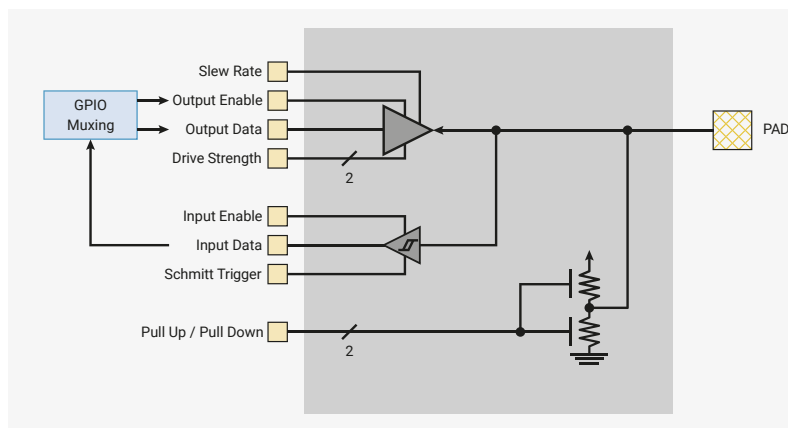 Slew Rate
GPIO
Muxing
Output Enable
Output Data
PAD
Drive Strength
2
Input Enable
Input Data
Schmitt Trigger
Pull Up / Pull Down
2